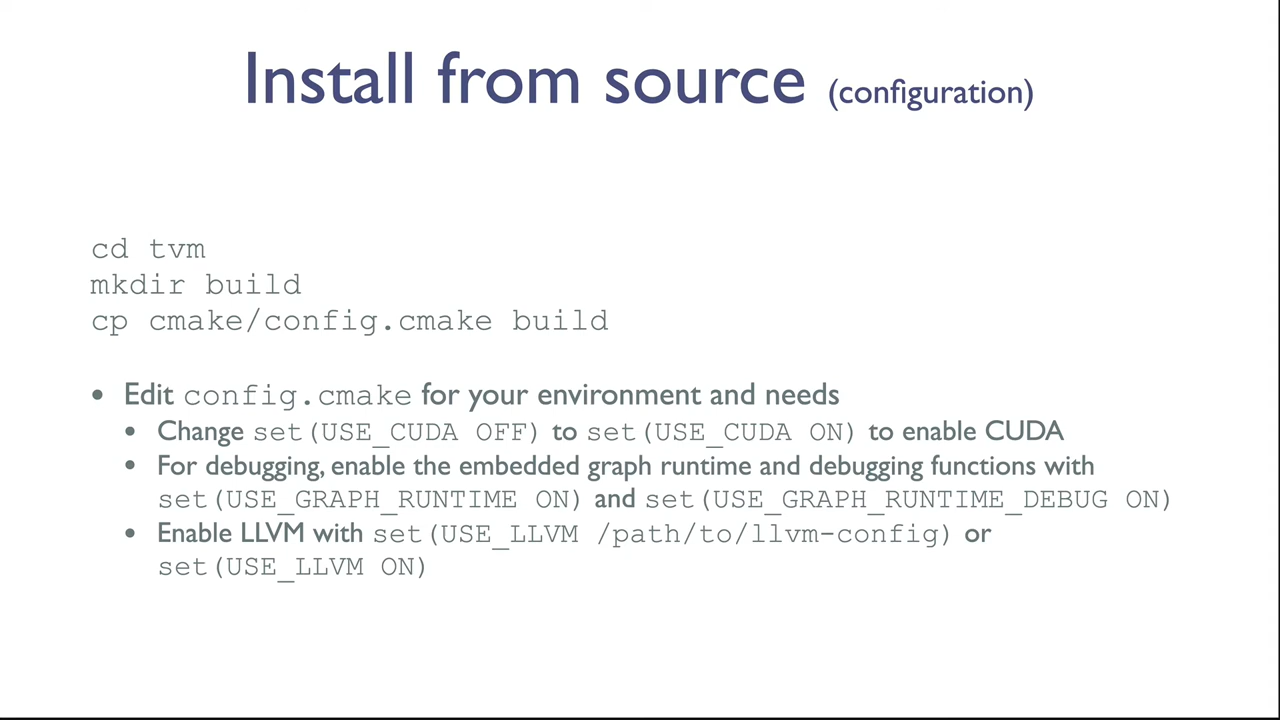 Install from source (configuration)
cd tvm
mkdir build
cp cmake/config.cmake build
• Edit config.cmake for your environment and needs
• Change set(USE_CUDA OFF) to set(USE_CUDA ON) to enable CUDA
• For debugging, enable the embedded graph runtime and debugging functions with
set(USE_GRAPH_RUNTIME ON) and set(USE_GRAPH_RUNTIME_DEBUG ON)
• Enable LLVM with set(USE_LLVM /path/to/llvm-config) or
set(USE_LLVM ON)